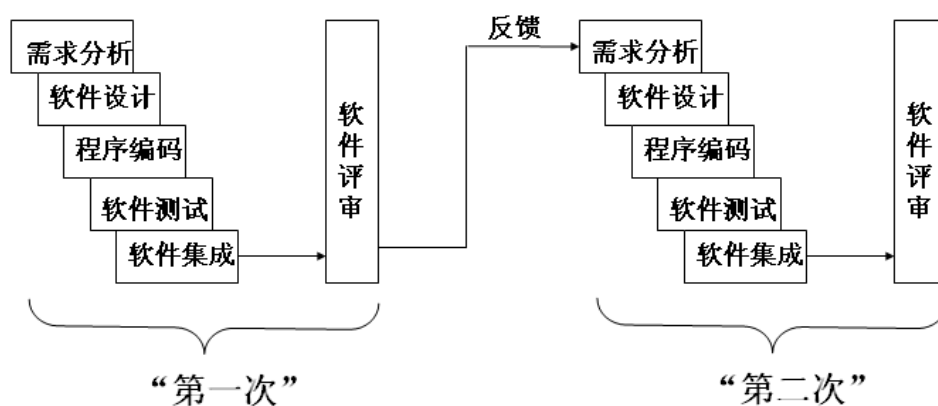 需求分析
软件设计
程序编码
软件测试
软件集成
软件评审
“第一次”
反馈
需求分析
软件设计
程序编码
软件测试
软件集成
软件评审
“第二次”